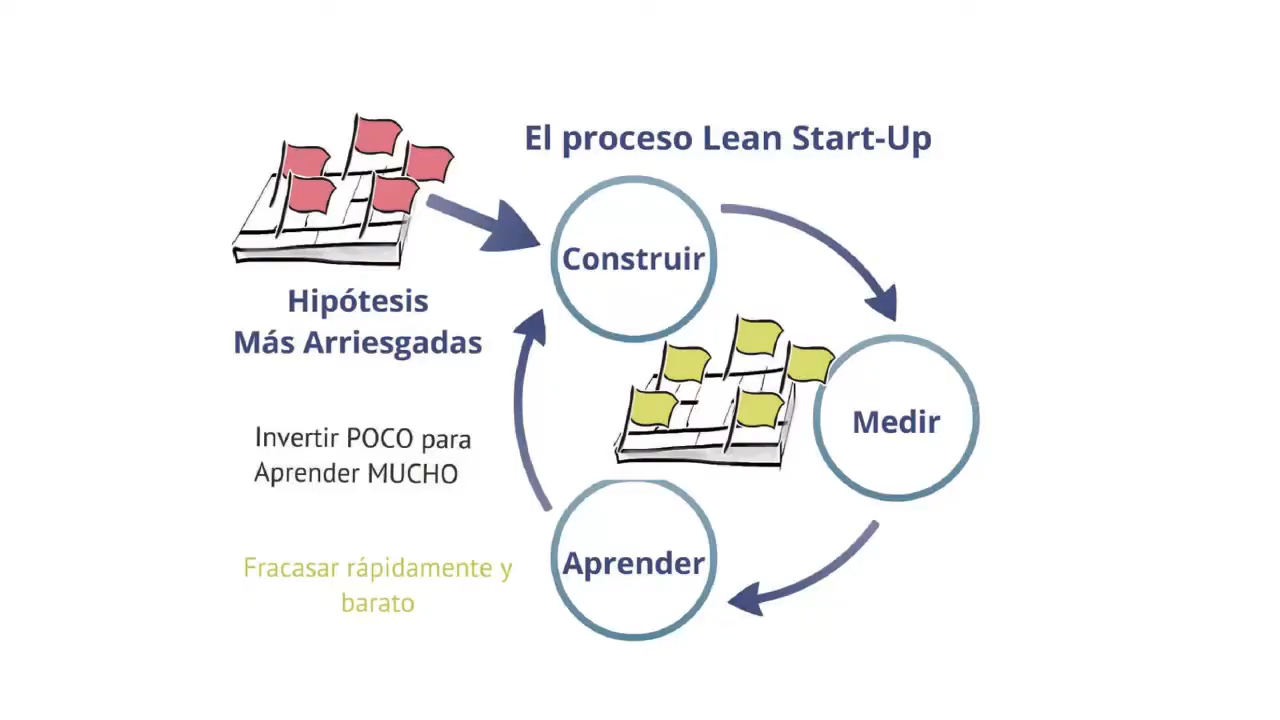 El proceso Lean Start-Up
Construir
Hipótesis
Más Arriesgadas
Medir
Invertir POCO para
Aprender MUCHO
Aprender
Fracasar rápidamente y
barato